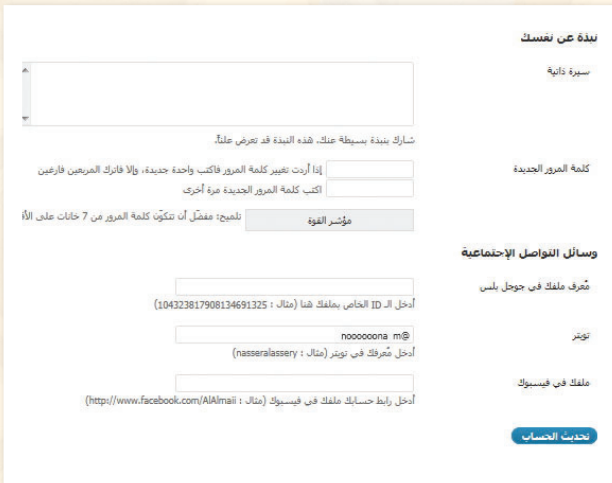 نبذة عن نفسك
سيرة ذاتية
شارك بنبذة بسيطة عنك، هذه النبذة قد تعرض علناً.
كلمة المرور الجديدة
إذا أردت تغيير كلمة المرور فاكتب واحدة جديدة، وإلا فاترك المربعين فارغين
اكتب كلمة المرور الجديدة مرة أخرى
مؤشر القوة
تلميح: مفضّل أن تتكوّن كلمة المرور من 7 خانات على الأ
وسائل التواصل الإجتماعية
مُعرف ملفك في جوجل بلس
أدخل الـ ID الخاص بملفك هنا (مثال : 104323817908134691325)
تويتر
noooooona m@
أدخل مُعرفك في تويتر (مثال : nasseralassery)
ملفك في فيسبوك
أدخل رابط حسابك ملفك في فيسبوك (مثال : http://www.facebook.com/AlAlmaii)
تحديث الحساب